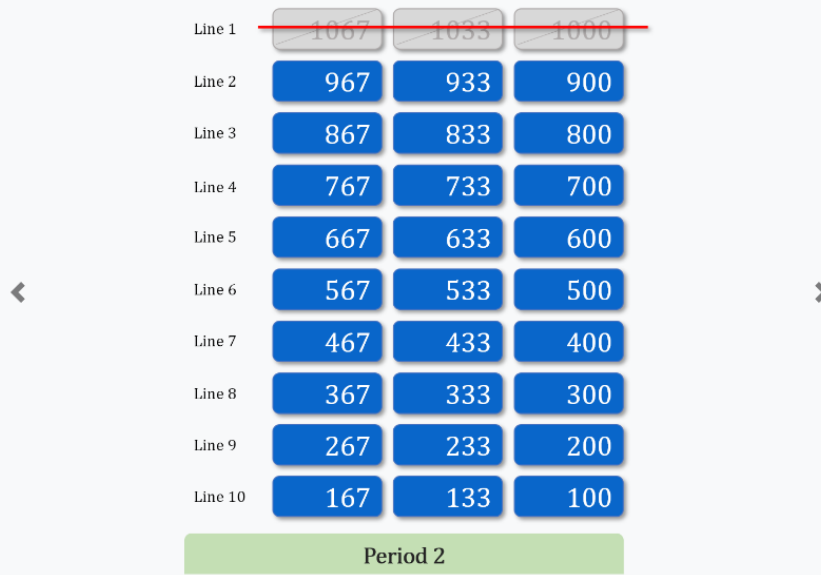 Line 1 1067 1033 1000
Line 2 967 933 900
Line 3 867 833 800
Line 4 767 733 700
Line 5 667 633 600
Line 6 567 533 500
Line 7 467 433 400
Line 8 367 333 300
Line 9 267 233 200
Line 10 167 133 100
Period 2